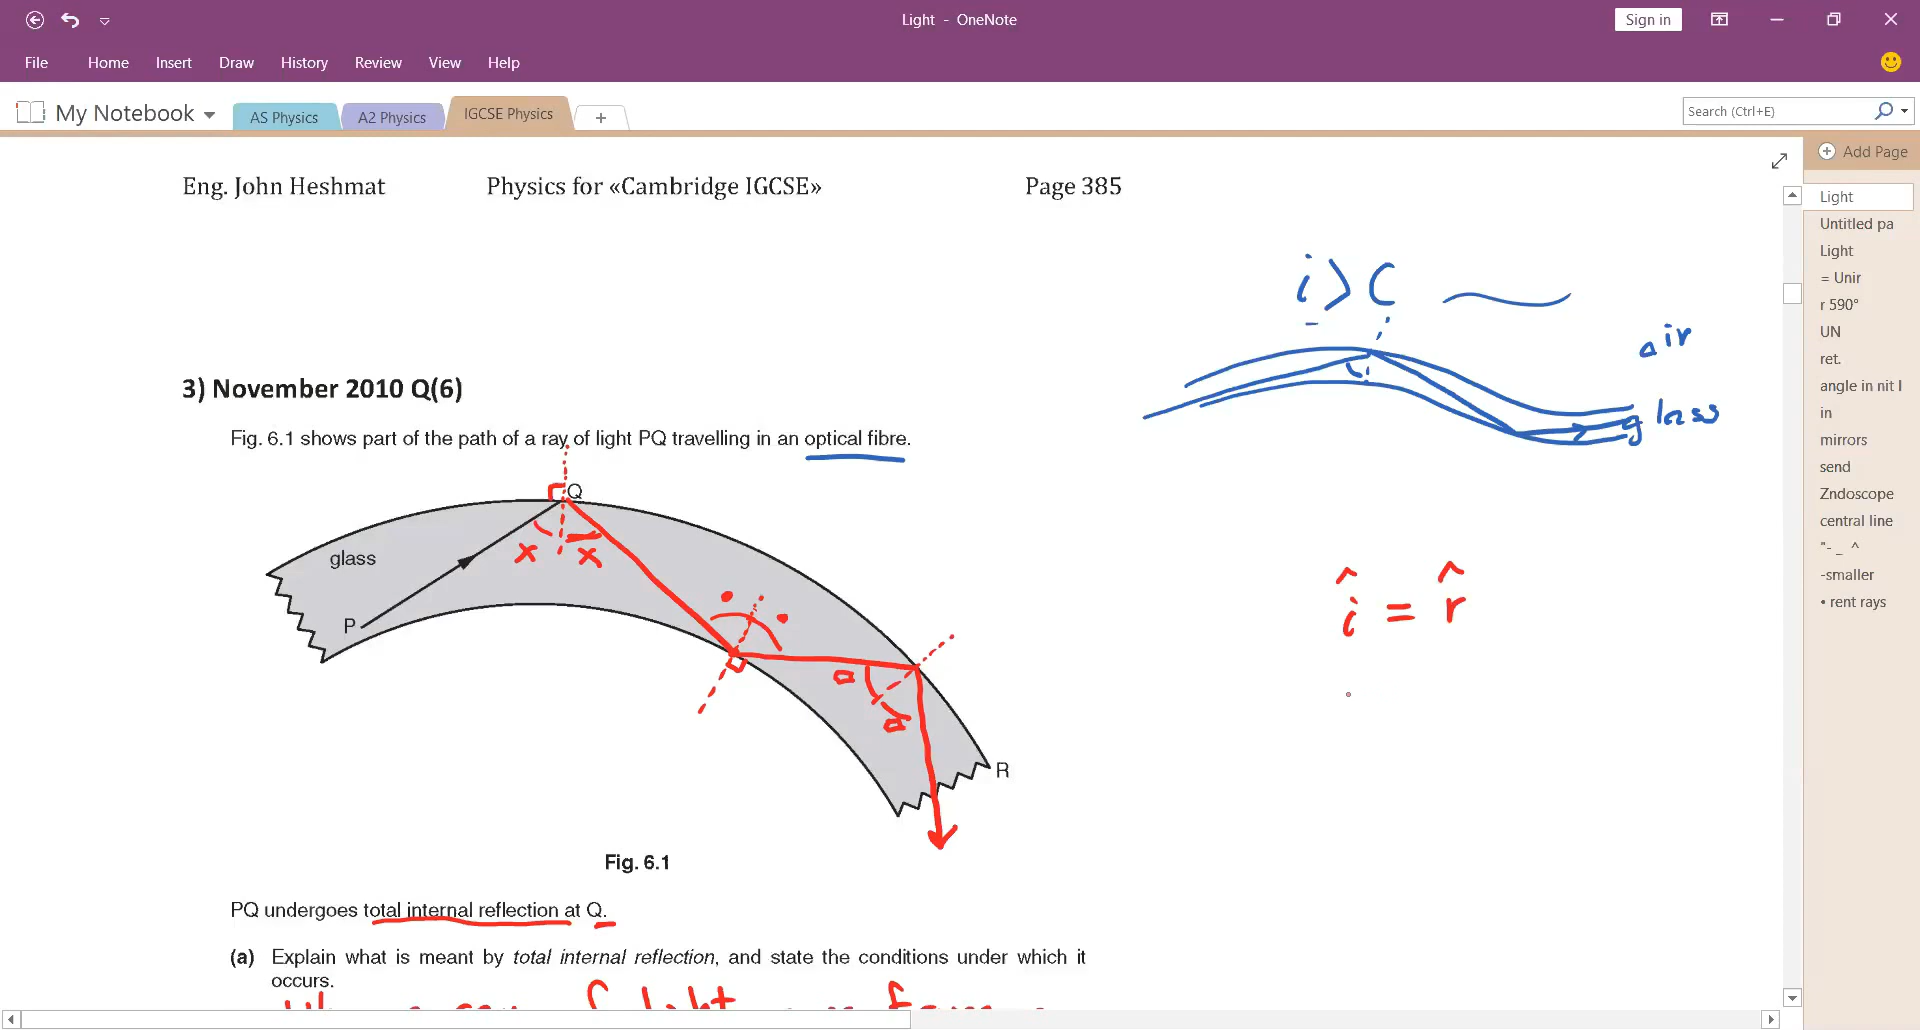 Light - OneNote
Sign in
File Home Insert Draw History Review View Help
My Notebook
AS Physics
A2 Physics
IGCSE Physics
+
Search (Ctrl+E)
Add Page
Light
Untitled pa
Light
= Unir
r 590°
UN
ret.
angle in nit I
in
mirrors
send
Zndoscope
central line
"- _ ^
-smaller
• rent rays
Eng. John Heshmat Physics for «Cambridge IGCSE» Page 385
i > C
air
glass
3) November 2010 Q(6)
Fig. 6.1 shows part of the path of a ray of light PQ travelling in an optical fibre.
Q
glass
x x
P
R
î = r̂
Fig. 6.1
PQ undergoes total internal reflection at Q.
(a) Explain what is meant by total internal reflection, and state the conditions under which it
occurs.